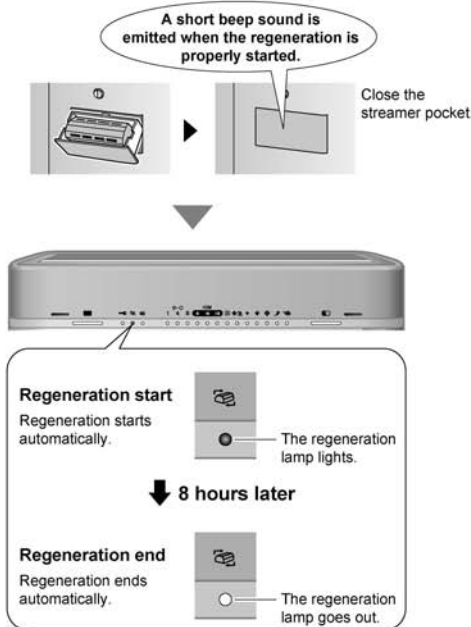 A short beep sound is
emitted when the regeneration is
properly started.
Close the
streamer pocket
Regeneration start
Regeneration starts
automatically.
The regeneration
lamp lights.
8 hours later
Regeneration end
Regeneration ends
automatically.
The regeneration
lamp goes out.